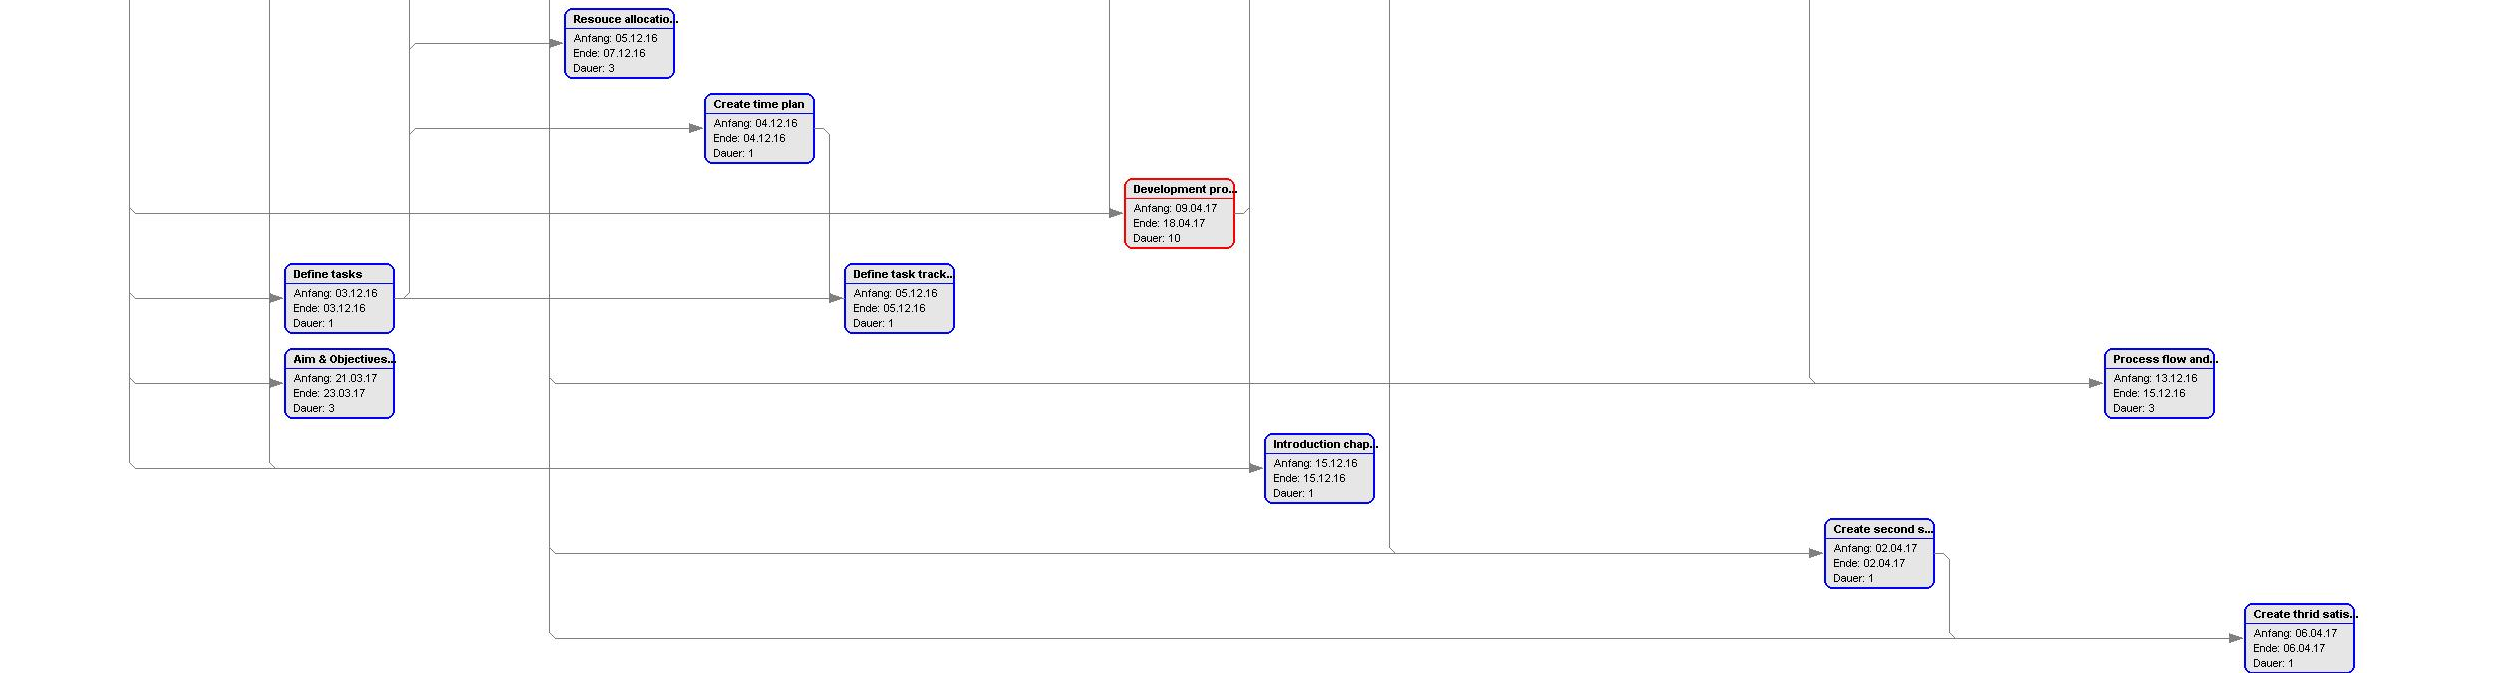 Resouce allocatio...
Anfang: 05.12.16
Ende: 07.12.16
Dauer: 3
Create time plan
Anfang: 04.12.16
Ende: 04.12.16
Dauer: 1
Development pro...
Anfang: 09.04.17
Ende: 18.04.17
Dauer: 10
Define tasks
Anfang: 03.12.16
Ende: 03.12.16
Dauer: 1
Define task track...
Anfang: 05.12.16
Ende: 05.12.16
Dauer: 1
Aim & Objectives...
Anfang: 21.03.17
Ende: 23.03.17
Dauer: 3
Process flow and...
Anfang: 13.12.16
Ende: 15.12.16
Dauer: 3
Introduction chap...
Anfang: 15.12.16
Ende: 15.12.16
Dauer: 1
Create second s...
Anfang: 02.04.17
Ende: 02.04.17
Dauer: 1
Create thrid satis...
Anfang: 06.04.17
Ende: 06.04.17
Dauer: 1